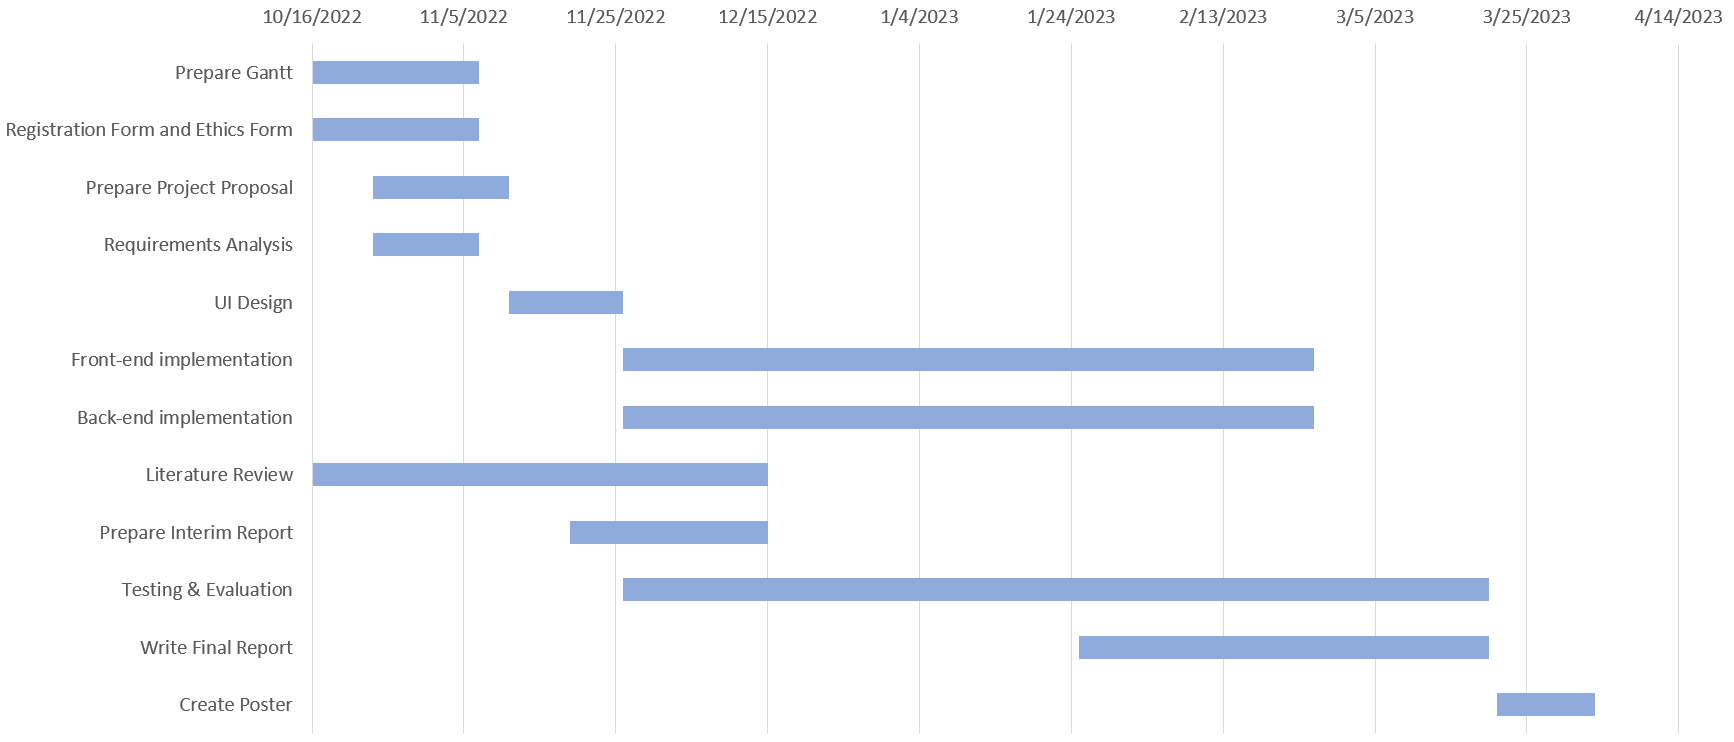 10/16/2022 11/5/2022 11/25/2022 12/15/2022 1/4/2023 1/24/2023 2/13/2023 3/5/2023 3/25/2023 4/14/2023
Prepare Gantt
Registration Form and Ethics Form
Prepare Project Proposal
Requirements Analysis
UI Design
Front-end implementation
Back-end implementation
Literature Review
Prepare Interim Report
Testing & Evaluation
Write Final Report
Create Poster